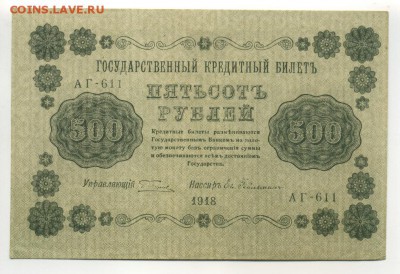 COINS.LAVE.RU
ГОСУДАРСТВЕННЫЙ КРЕДИТНЫЙ БИЛЕТЪ
АГ-611
ПЯТЬСОТЪ
РУБЛЕЙ
500
500
Кредитные билеты размѣниваются
Государственнымъ Банкомъ на золо-
тую монету безъ ограниченія суммы
и обезпечиваются всѣмъ достояніемъ
Государства.
Управляющій
Кассиръ
1918
АГ-611